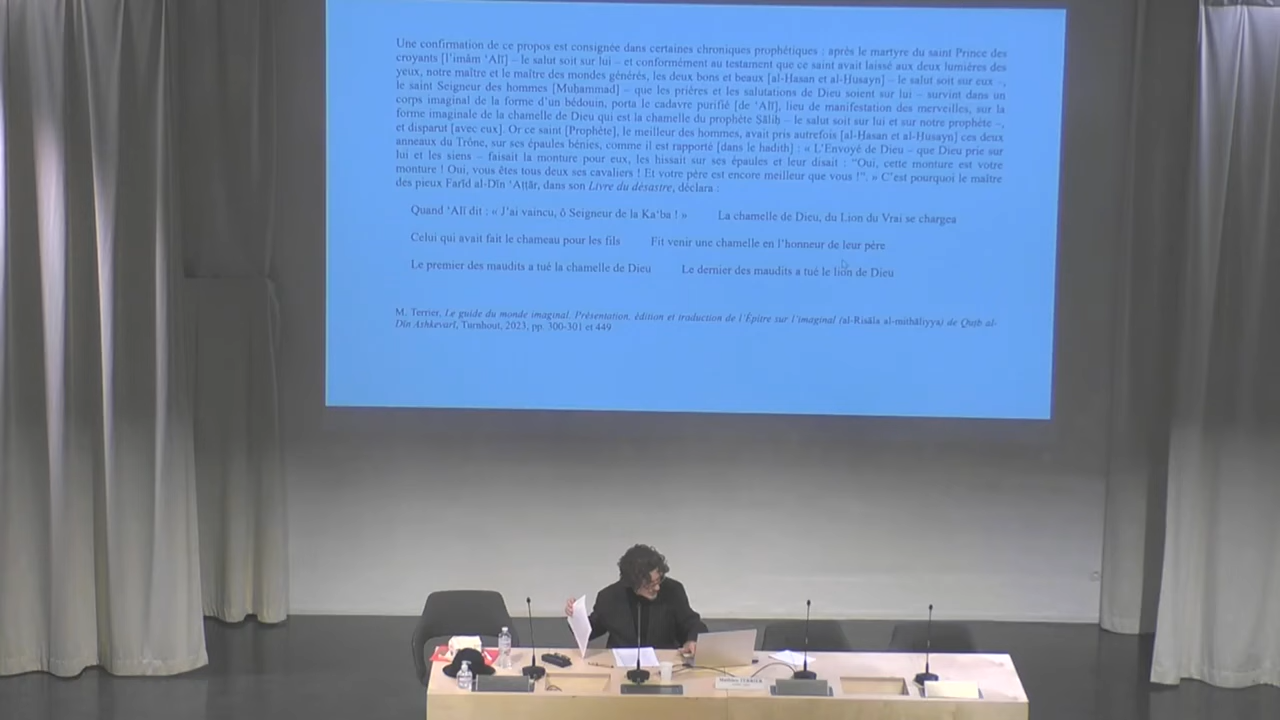 Une confirmation de ce propos est consignée dans certaines chroniques prophétiques : après le martyre du saint Prince des
croyants [l'imâm ‘Alî] – le salut soit sur lui – et conformément au testament que ce saint avait laissé aux deux lumières des
yeux, notre maître et le maître des mondes générés, les deux bons et beaux [al-Hasan et al-Husayn] – le salut soit sur eux –,
le saint Seigneur des hommes [Muhammad] – que les prières et les salutations de Dieu soient sur lui – survint dans un
corps imaginal de la forme d'un bédouin, porta le cadavre purifié [de ‘Alî], lieu de manifestation des merveilles, sur la
forme imaginale de la chamelle de Dieu qui est la chamelle du prophète Sâlih – le salut soit sur lui et sur notre prophète –,
et disparut [avec eux]. Or ce saint [Prophète], le meilleur des hommes, avait pris autrefois [al-Hasan et al-Husayn] ces deux
anneaux du Trône, sur ses épaules bénies, comme il est rapporté [dans le hadith] : « L'Envoyé de Dieu – que Dieu prie sur
lui et les siens – faisait la monture pour eux, les hissait sur ses épaules et leur disait : “Oui, cette monture est votre
monture ! Oui, vous êtes tous deux ses cavaliers ! Et votre père est encore meilleur que vous !”. » C'est pourquoi le maître
des pieux Farîd al-Dîn ‘Attâr, dans son Livre du désastre, déclara :
Quand ‘Alî dit : « J'ai vaincu, ô Seigneur de la Ka‘ba ! » La chamelle de Dieu, du Lion du Vrai se chargea
Celui qui avait fait le chameau pour les fils Fit venir une chamelle en l'honneur de leur père
Le premier des maudits a tué la chamelle de Dieu Le dernier des maudits a tué le lion de Dieu
M. Terrier, Le guide du monde imaginal. Présentation, édition et traduction de l'Épître sur l'imaginal (al-Risâla al-mithâliyya) de Qutb al-
Dîn Ashkevarî, Turnhout, 2023, pp. 300-301 et 449
Mathieu TERRIER